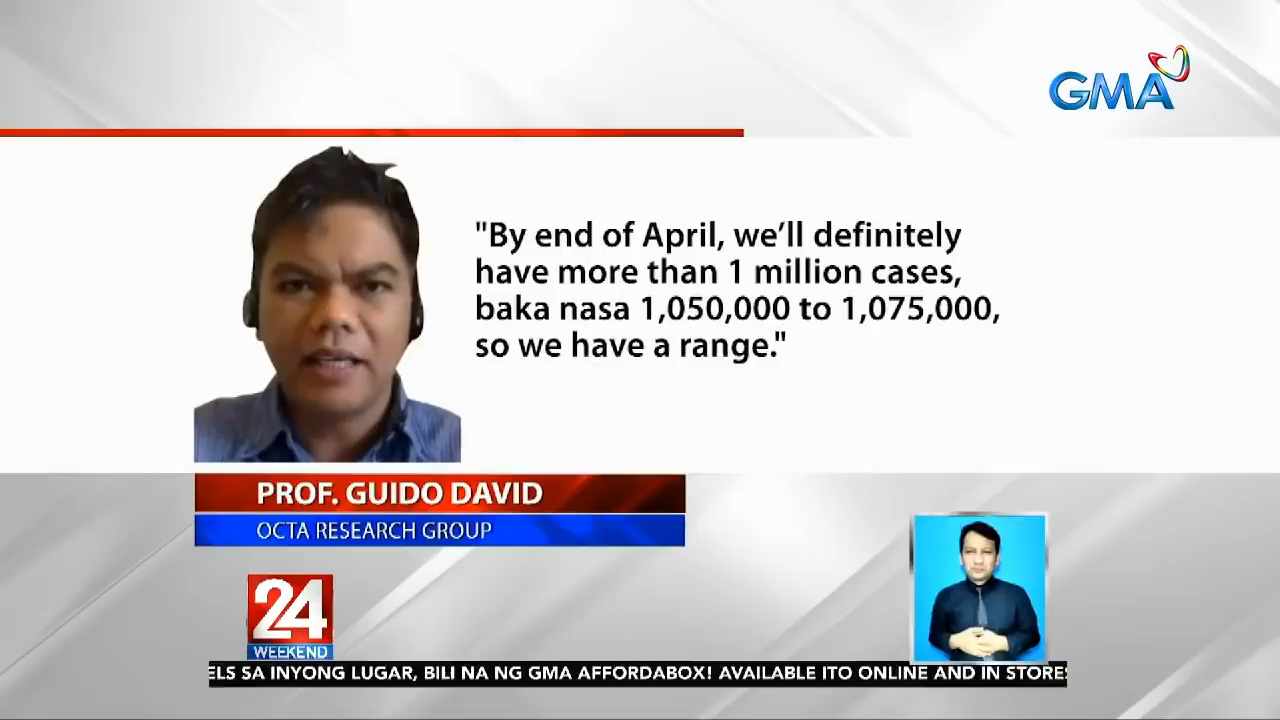 GMA
"By end of April, we’ll definitely
have more than 1 million cases,
baka nasa 1,050,000 to 1,075,000,
so we have a range."
PROF. GUIDO DAVID
OCTA RESEARCH GROUP
24
WEEKEND
SA INYONG LUGAR, BILI NA NG GMA AFFORDABOX! AVAILABLE ITO ONLINE AND IN